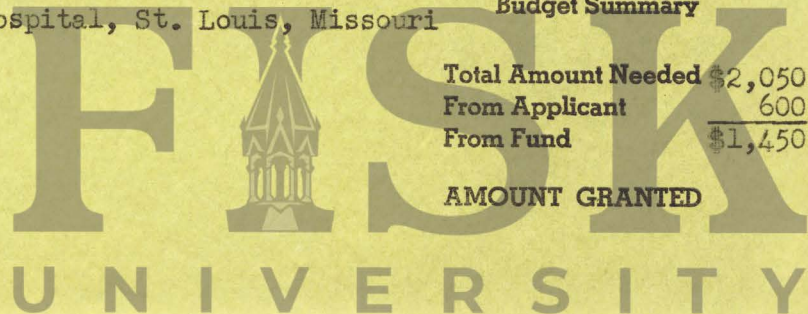 Budget Summary
ospital, St. Louis, Missouri
Total Amount Needed $2,050
From Applicant 600
From Fund $1,450
AMOUNT GRANTED
FISK
UNIVERSITY